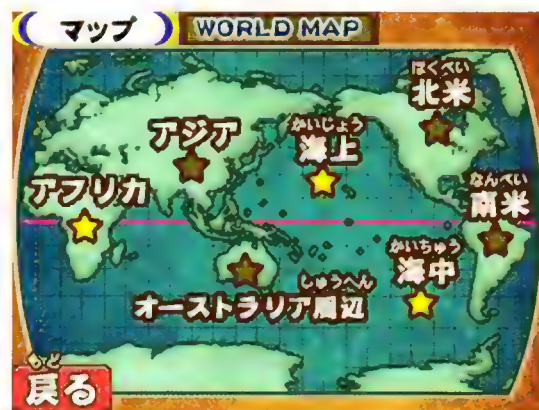 マップ
WORLD MAP
ほくべい
北米
アジア
かいじょう
海上
アフリカ
なんべい
南米
かいちゅう
海中
しゅうへん
オーストラリア周辺
もど
戻る